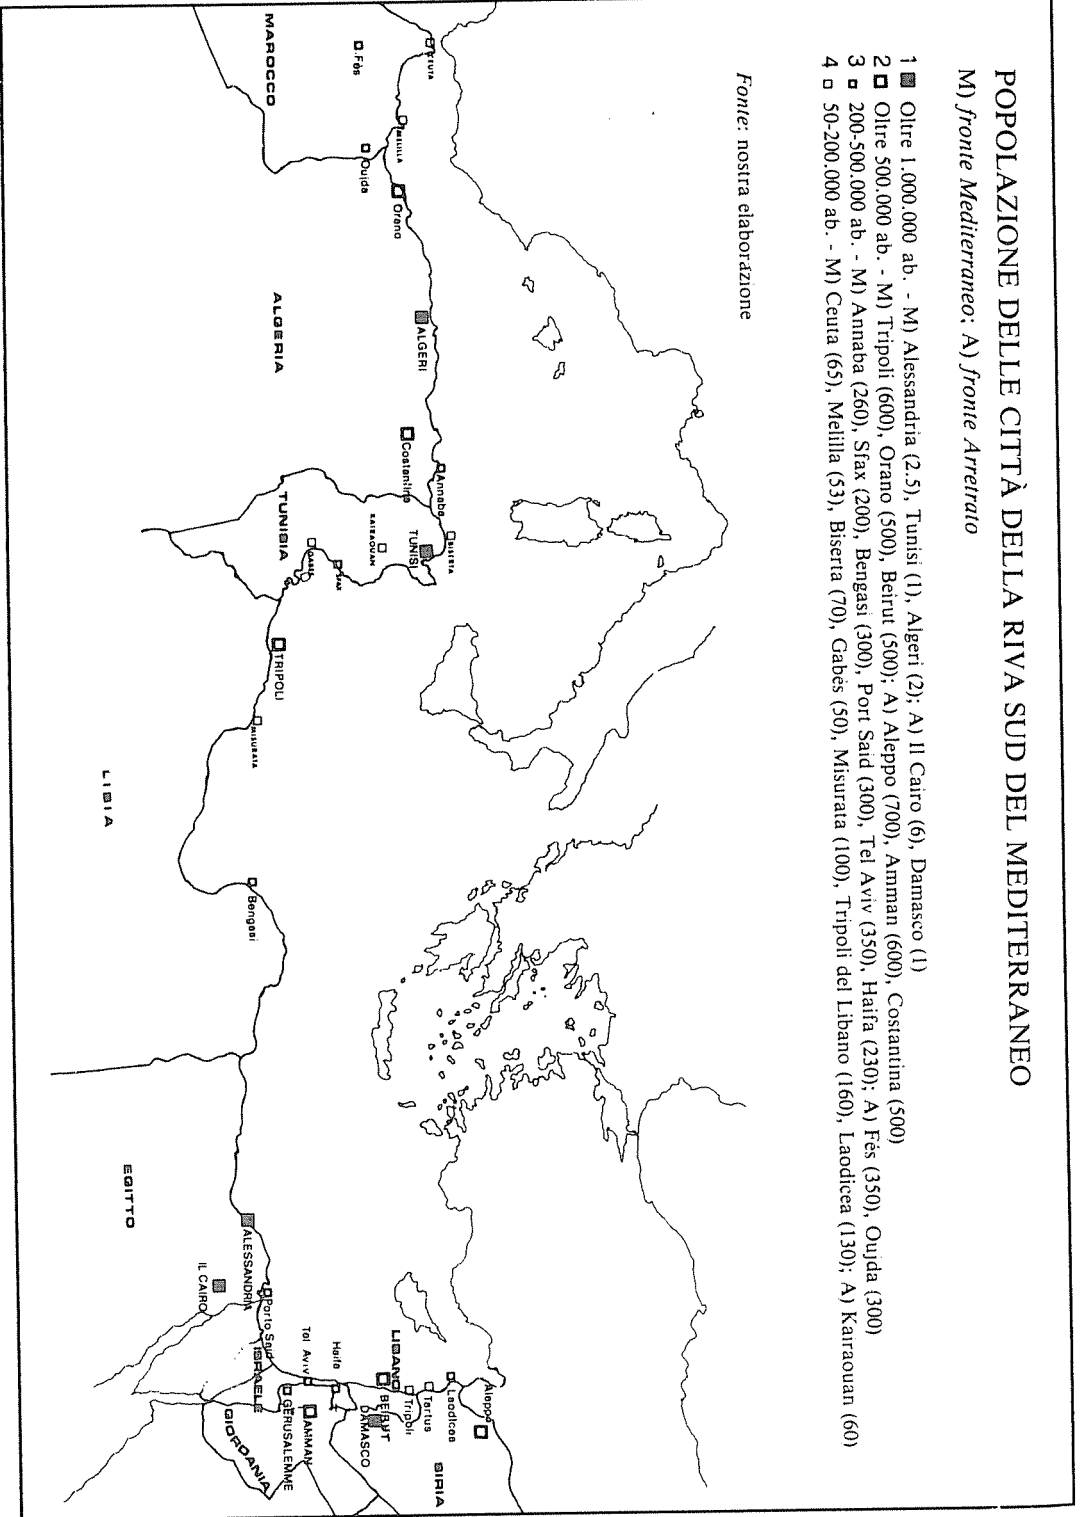 POPOLAZIONE DELLE CITTÀ DELLA RIVA SUD DEL MEDITERRANEO
M) fronte Mediterraneo; A) fronte Arretrato
1 Oltre 1.000.000 ab. - M) Alessandria (2.5), Tunisi (1), Algeri (2); A) Il Cairo (6), Damasco (1)
2 Oltre 500.000 ab. - M) Tripoli (600), Orano (500), Beirut (500); A) Aleppo (700), Amman (600), Costantina (500)
3 200-500.000 ab. - M) Annaba (260), Sfax (200), Bengasi (300), Port Said (300), Tel Aviv (350), Haifa (230); A) Fés (350), Oujda (300)
4 50-200.000 ab. - M) Ceuta (65), Melilla (53), Biserta (70), Gabés (50), Misurata (100), Tripoli del Libano (160), Laodicea (130); A) Kairaouan (60)
Fonte: nostra elaborazione
CEUTA
Fès
MAROCCO
MELILLA
Oujda
Orano
ALGERI
ALGERIA
Costantina
Annaba
BISERTA
TUNISI
KAIRAOUAN
TUNISIA
SFAX
GABES
TRIPOLI
MISURATA
LIBIA
Bengasi
EGITTO
ALESSANDRIA
IL CAIRO
Porto Said
ISRAELE
Tel Aviv
Haifa
GERUSALEMME
AMMAN
GIORDANIA
LIBANO
BEIRUT
DAMASCO
Tripoli
Tartus
Laodicea
Aleppo
SIRIA